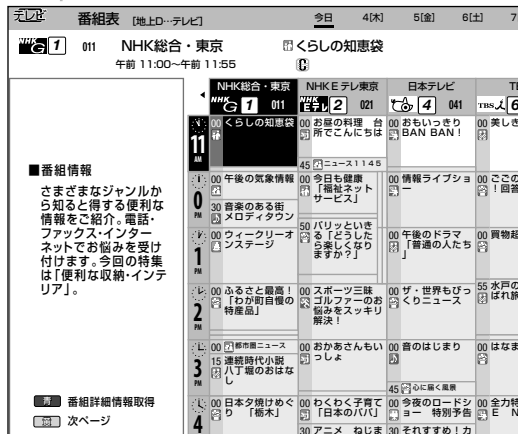 テレビ 番組表 [地上D…テレビ] 今日 4[木] 5[金] 6[土] 7
NHK G 1 011 NHK総合・東京 くらしの知恵袋
午前 11:00~午前 11:55
■番組情報
さまざまなジャンルか
ら知ると得する便利な
情報をご紹介。電話・
ファックス・インター
ネットでお悩みを受け
付けます。今回の特集
は「便利な収納・インテ
リア」。
青 番組詳細情報取得
次ページ
NHK総合・東京 NHKEテレ東京 日本テレビ
NHK G 1 011 NHK Eテレ 2 021 4 041 TBS 6
11 AM
00 くらしの知恵袋
00 お昼の料理 台
所でこんにちは
45 ニュース1145
00 おもいっきり
BAN BAN!
00 美しき
0 PM
00 午後の気象情報
30 音楽のある街
メロディタウン
00 今日も健康
「福祉ネット
サービス」
50 バリッといき
る「どうした
ら楽しくなり
ますか?」
00 情報ライブショ
ー
00 ごごの
!回答
1 PM
00 ウィークリーオ
ンステージ
00 午後のドラマ
「普通の人たち
」
00 買物超
2 PM
00 ふるさと最高!
「わが町自慢の
特産品」
00 スポーツ三昧
ゴルファーのお
悩みをスッキリ
解決!
00 ザ・世界もびっ
くりニュース
55 水戸の
ばれ旅
3 PM
00 都市圏ニュース
15 連続時代小説
八丁堀のおはな
し
00 おかあさんもい
っしょ
00 音のはじまり
45 心に届く風景
00 はなま
4
00 日本夕焼けめぐ
り 「栃木」
00 わくわく子育て
「日本のパパ」
30 アニメ ねじま
00 今夜のロードシ
ョー 特別予告
30 それすすめ!カ
00 全力特
E N